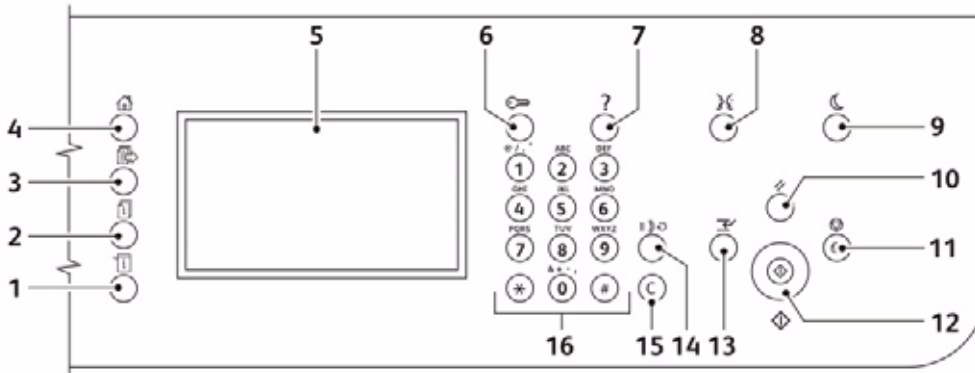 5 6 7 8
?
4 9
@ / . ABC DEF
1 2 3
3 10
GHI JKL MNO
4 5 6
2 PQRS TUV WXYZ 11
7 8 9
1 & + - ,
* 0 # C 12
16 15 14 13